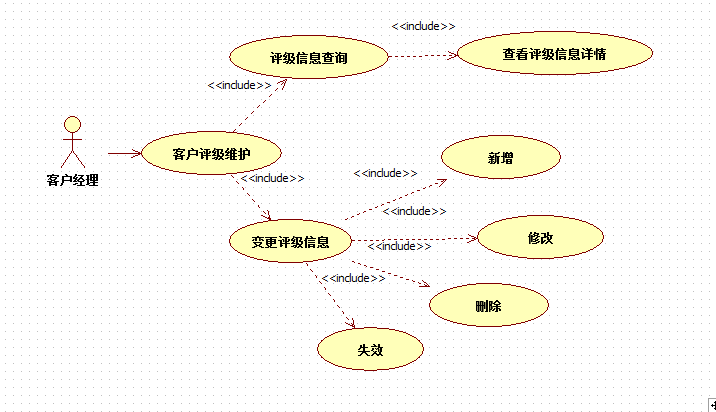 <<include>>
评级信息查询
查看评级信息详情
<<include>>
客户评级维护
新增
客户经理
<<include>>
<<include>>
<<include>>
变更评级信息
<<include>>
修改
<<include>>
删除
失效